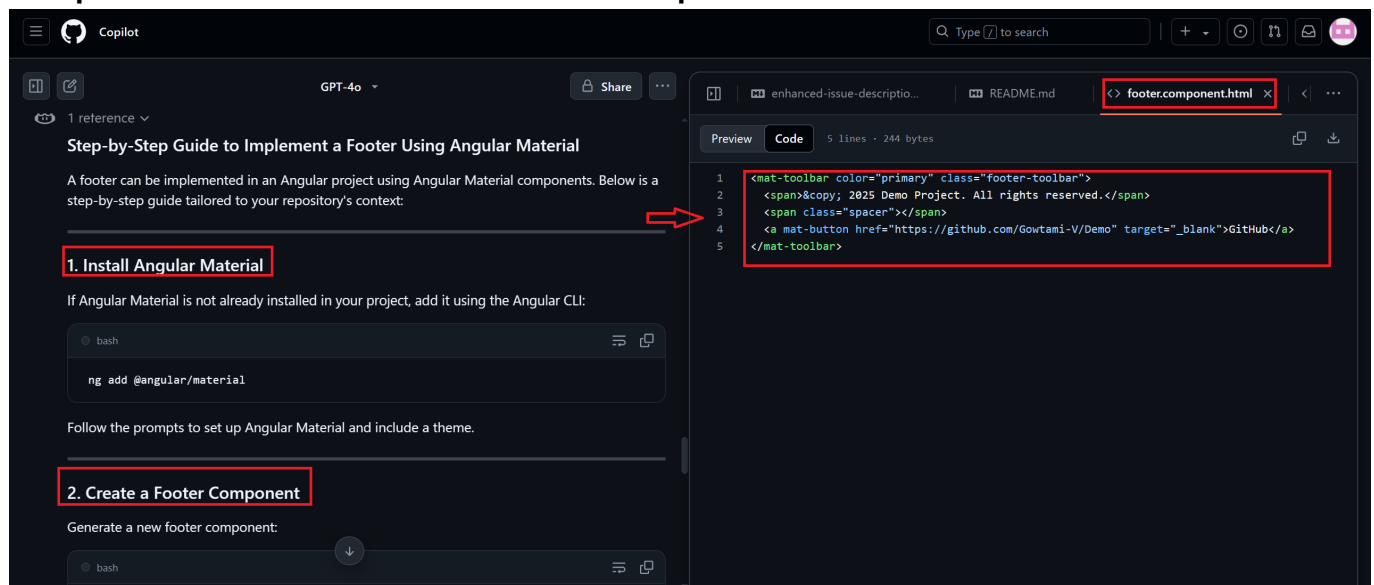 Copilot
Type / to search
GPT-4o
Share
1 reference
Step-by-Step Guide to Implement a Footer Using Angular Material
A footer can be implemented in an Angular project using Angular Material components. Below is a
step-by-step guide tailored to your repository's context:
1. Install Angular Material
If Angular Material is not already installed in your project, add it using the Angular CLI:
bash
ng add @angular/material
Follow the prompts to set up Angular Material and include a theme.
2. Create a Footer Component
Generate a new footer component:
bash
enhanced-issue-descriptio...
README.md
<> footer.component.html
Preview
Code
5 lines · 244 bytes
1 <mat-toolbar color="primary" class="footer-toolbar">
2 <span>&copy; 2025 Demo Project. All rights reserved.</span>
3 <span class="spacer"></span>
4 <a mat-button href="https://github.com/Gowtami-V/Demo" target="_blank">GitHub</a>
5 </mat-toolbar>